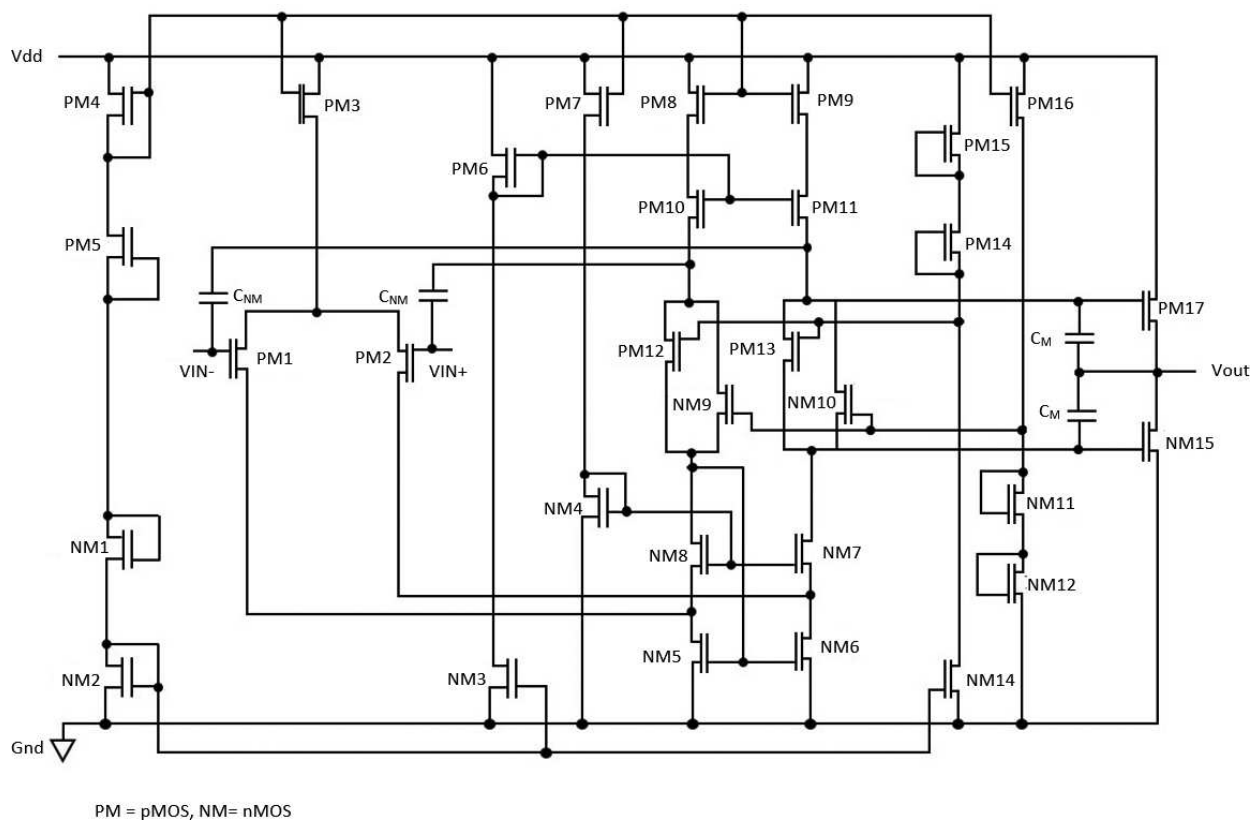 Vdd
PM4
PM3
PM7
PM8
PM9
PM16
PM15
PM6
PM10
PM11
PM5
PM14
CNM
CNM
PM17
PM1
PM2
PM12
PM13
CM
VIN-
VIN+
Vout
NM9
NM10
CM
NM15
NM4
NM11
NM1
NM8
NM7
NM12
NM5
NM6
NM2
NM3
NM14
Gnd
PM = pMOS, NM= nMOS